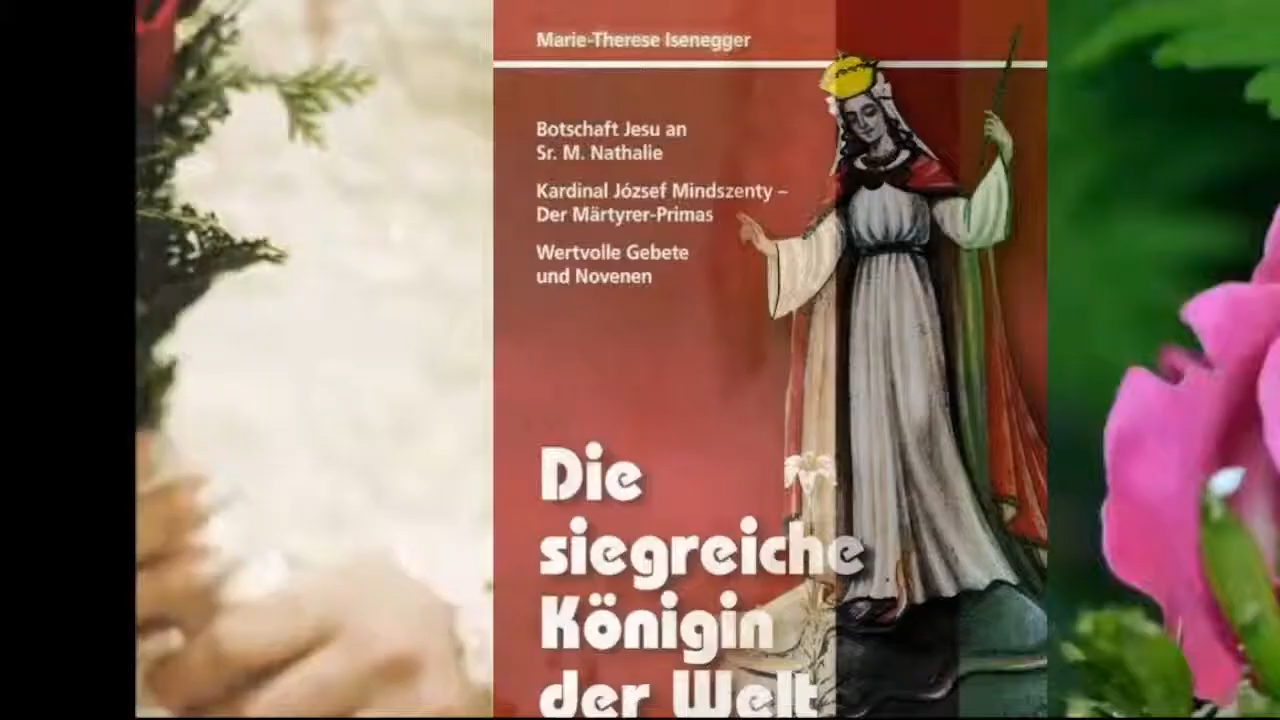 Marie-Therese Isenegger
Botschaft Jesu an
Sr. M. Nathalie
Kardinal József Mindszenty –
Der Märtyrer-Primas
Wertvolle Gebete
und Novenen
Die
siegreiche
Königin
der Welt